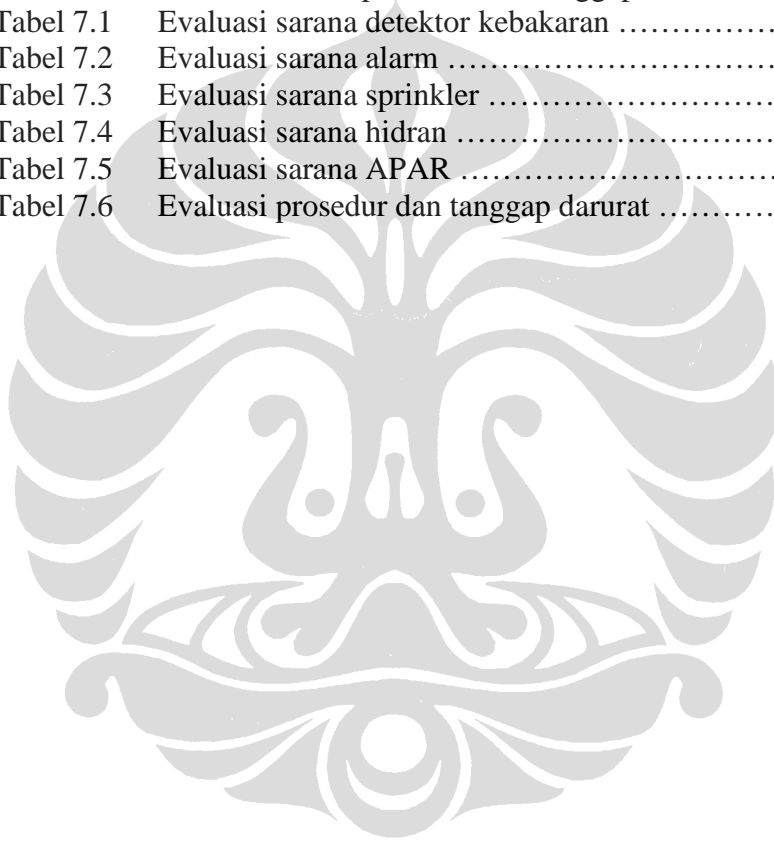 Tabel 7.1 Evaluasi sarana detektor kebakaran …………….
Tabel 7.2 Evaluasi sarana alarm ……………………………….
Tabel 7.3 Evaluasi sarana sprinkler ………………………….
Tabel 7.4 Evaluasi sarana hidran ……………………………….
Tabel 7.5 Evaluasi sarana APAR …………………………….
Tabel 7.6 Evaluasi prosedur dan tanggap darurat ………….